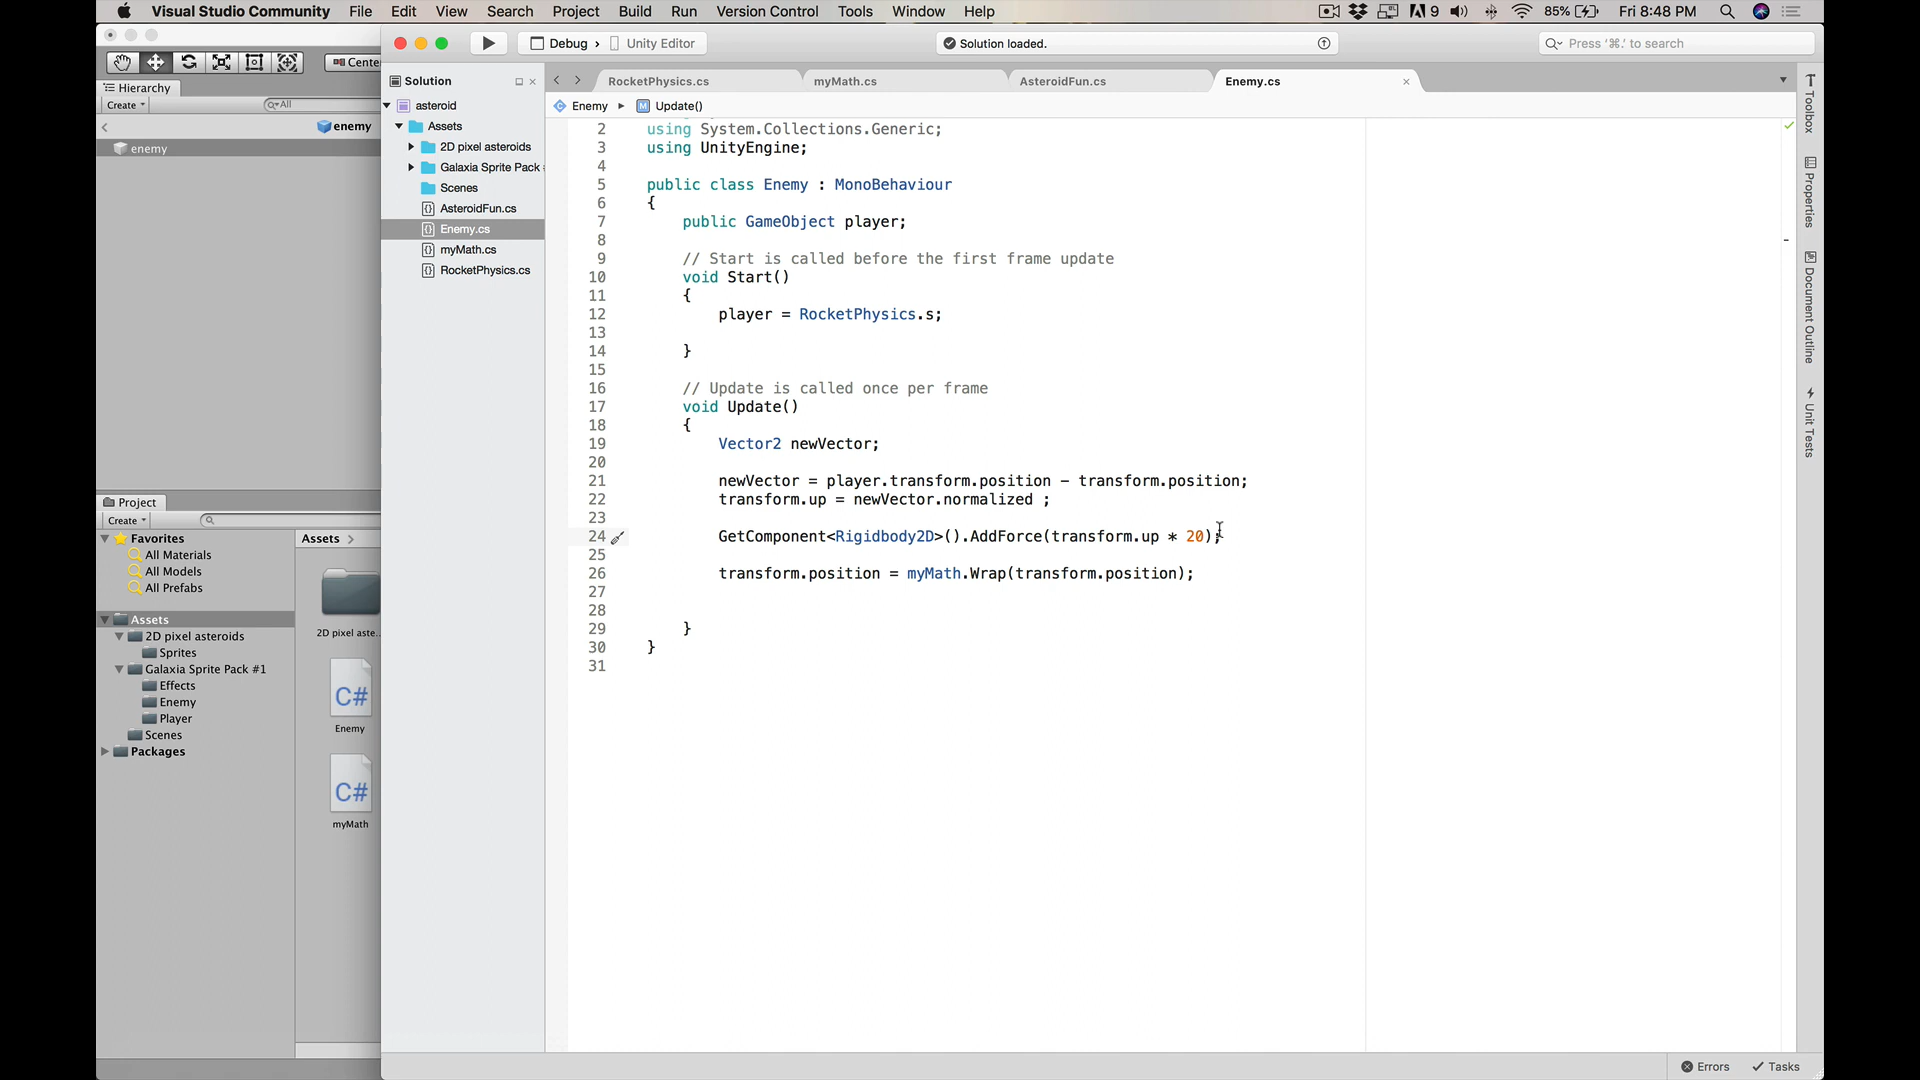 Visual Studio Community File Edit View Search Project Build Run Version Control Tools Window Help 9 85% Fri 8:48 PM
Center
Debug › Unity Editor
Solution loaded.
Press '⌘.' to search
Hierarchy
Create All
enemy
enemy
Solution
asteroid
Assets
2D pixel asteroids
Galaxia Sprite Pack
Scenes
AsteroidFun.cs
Enemy.cs
myMath.cs
RocketPhysics.cs
RocketPhysics.cs myMath.cs AsteroidFun.cs Enemy.cs
Enemy Update()
2 using System.Collections.Generic;
3 using UnityEngine;
4
5 public class Enemy : MonoBehaviour
6 {
7 public GameObject player;
8
9 // Start is called before the first frame update
10 void Start()
11 {
12 player = RocketPhysics.s;
13
14 }
15
16 // Update is called once per frame
17 void Update()
18 {
19 Vector2 newVector;
20
21 newVector = player.transform.position - transform.position;
22 transform.up = newVector.normalized ;
23
24 GetComponent<Rigidbody2D>().AddForce(transform.up * 20);
25
26 transform.position = myMath.Wrap(transform.position);
27
28
29 }
30 }
31
Toolbox
Properties
Document Outline
Unit Tests
Project
Create
Favorites
All Materials
All Models
All Prefabs
Assets
2D pixel asteroids
Sprites
Galaxia Sprite Pack #1
Effects
Enemy
Player
Scenes
Packages
Assets
2D pixel aste...
C#
Enemy
C#
myMath
Errors Tasks